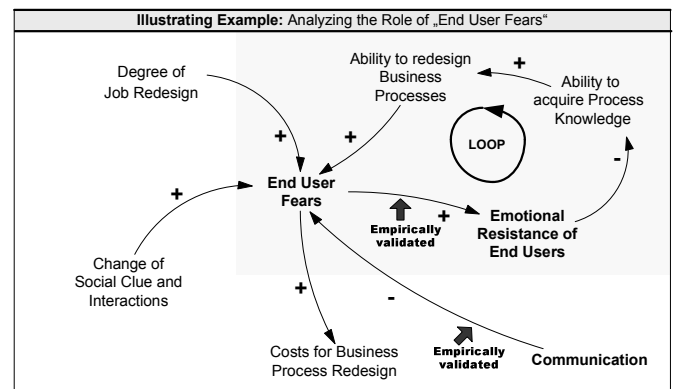 Illustrating Example: Analyzing the Role of „End User Fears“
Degree of
Job Redesign
Ability to redesign
Business
Processes
+
Ability to
acquire Process
Knowledge
+
+
LOOP
-
+
End User
Fears
Empirically
validated
+
Emotional
Resistance of
End Users
Change of
Social Clue and
Interactions
+
-
Costs for Business
Process Redesign
Empirically
validated
Communication